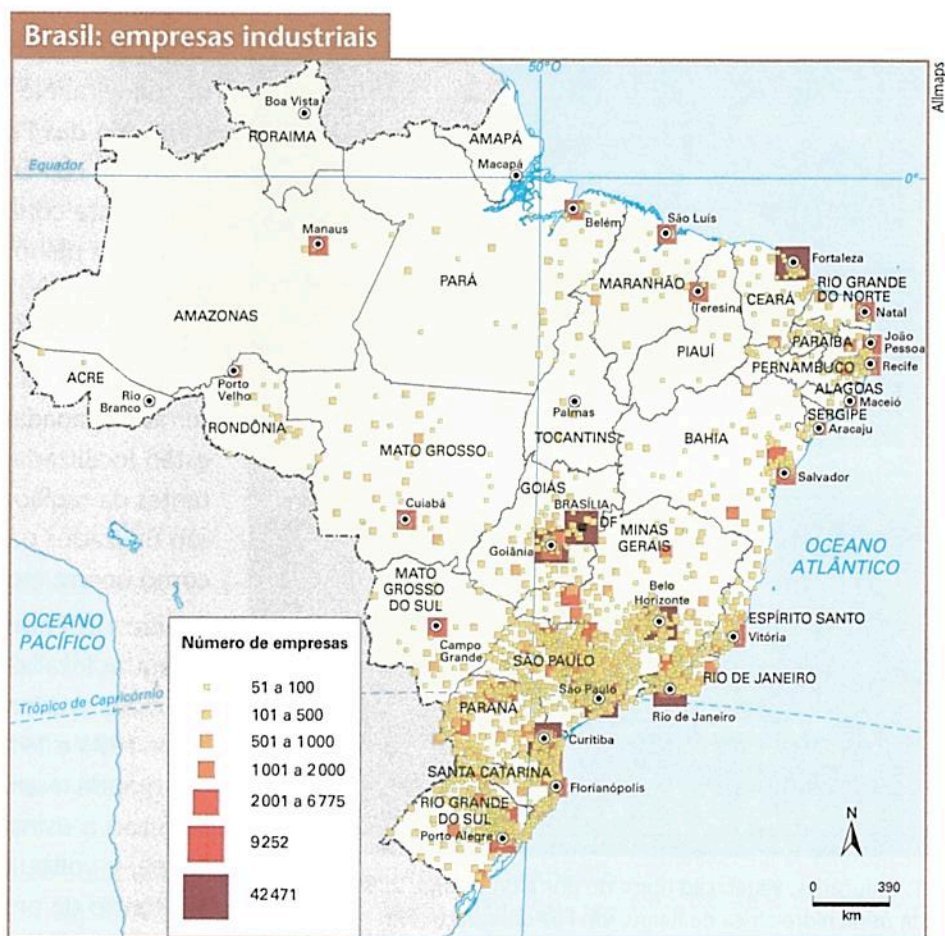 Brasil: empresas industriais
Allmaps
50° O
Boa Vista
RORAIMA
AMAPÁ
Macapá
Equador
0°
Belém
São Luís
Manaus
Fortaleza
PARÁ
MARANHÃO
Teresina
CEARÁ
RIO GRANDE
DO NORTE
Natal
AMAZONAS
PARAÍBA
João
Pessoa
PIAUÍ
PERNAMBUCO
Recife
ACRE
Rio
Branco
Porto
Velho
ALAGOAS
Maceió
SERGIPE
Aracaju
Palmas
RONDÔNIA
TOCANTINS
BAHIA
MATO GROSSO
GOIÁS
Salvador
Cuiabá
BRASÍLIA
DF
Goiânia
MINAS
GERAIS
OCEANO
ATLÂNTICO
MATO
GROSSO
DO SUL
Belo
Horizonte
ESPÍRITO SANTO
Vitória
OCEANO
PACÍFICO
Campo
Grande
SÃO PAULO
RIO DE JANEIRO
São Paulo
Rio de Janeiro
Trópico de Capricórnio
PARANÁ
Curitiba
SANTA CATARINA
Florianópolis
RIO GRANDE
DO SUL
Porto Alegre
Número de empresas
51 a 100
101 a 500
501 a 1000
1001 a 2000
2001 a 6775
9252
42471
N
0 390
km